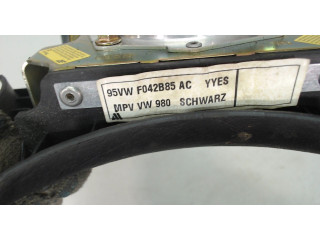 95VW F042B85 AC YYES
MPV VW 980 SCHWARZ